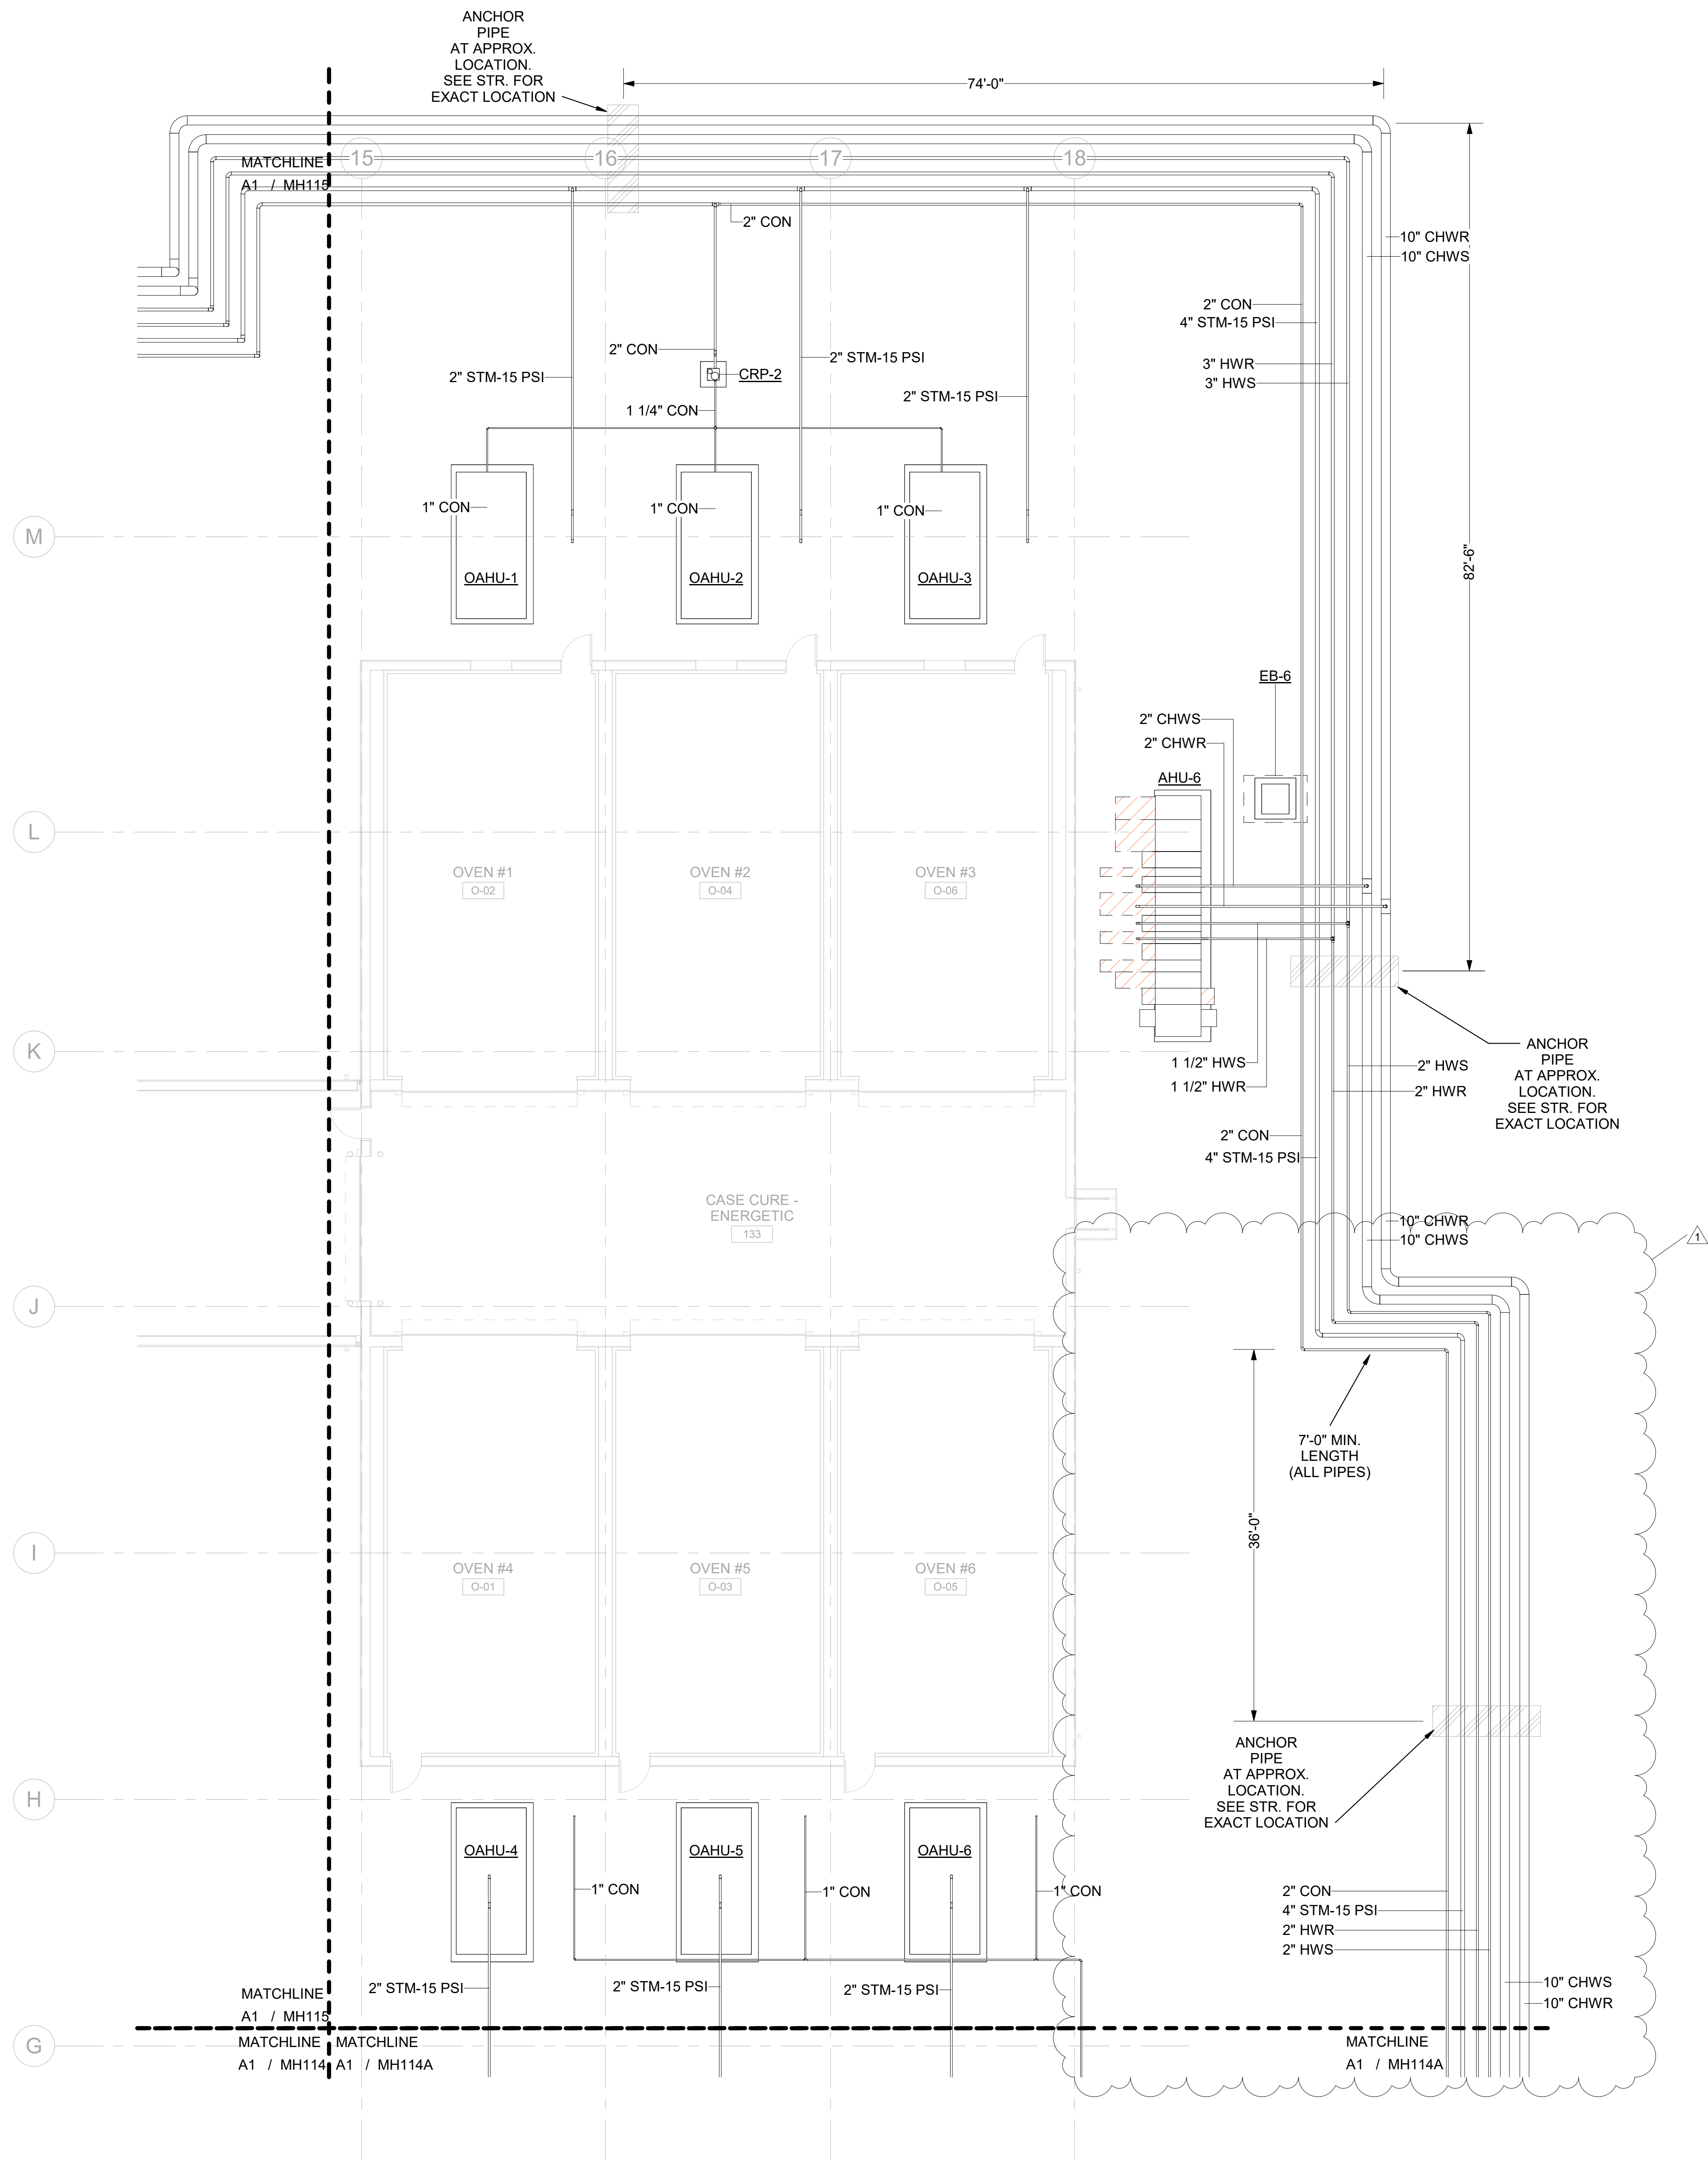 ANCHOR
PIPE
AT APPROX.
LOCATION.
SEE STR. FOR
EXACT LOCATION
74'-0"
15
16
17
18
MATCHLINE
A1 / MH115
2" CON
10" CHWR
10" CHWS
2" CON
4" STM-15 PSI
2" CON
2" STM-15 PSI
3" HWR
2" STM-15 PSI
CRP-2
3" HWS
2" STM-15 PSI
1 1/4" CON
1" CON
1" CON
1" CON
M
82'-6"
OAHU-1
OAHU-2
OAHU-3
EB-6
2" CHWS
2" CHWR
AHU-6
L
OVEN #1
O-02
OVEN #2
O-04
OVEN #3
O-06
K
ANCHOR
PIPE
AT APPROX.
LOCATION.
SEE STR. FOR
EXACT LOCATION
1 1/2" HWS
2" HWS
1 1/2" HWR
2" HWR
2" CON
4" STM-15 PSI
CASE CURE -
ENERGETIC
133
10" CHWR
10" CHWS
1
J
7'-0" MIN.
LENGTH
(ALL PIPES)
36'-0"
I
OVEN #4
O-01
OVEN #5
O-03
OVEN #6
O-05
ANCHOR
PIPE
AT APPROX.
LOCATION.
SEE STR. FOR
EXACT LOCATION
H
OAHU-4
OAHU-5
OAHU-6
1" CON
1" CON
1" CON
2" CON
4" STM-15 PSI
2" HWR
2" HWS
2" STM-15 PSI
2" STM-15 PSI
2" STM-15 PSI
10" CHWS
10" CHWR
MATCHLINE
A1 / MH115
G
MATCHLINE
A1 / MH114
MATCHLINE
A1 / MH114A
MATCHLINE
A1 / MH114A